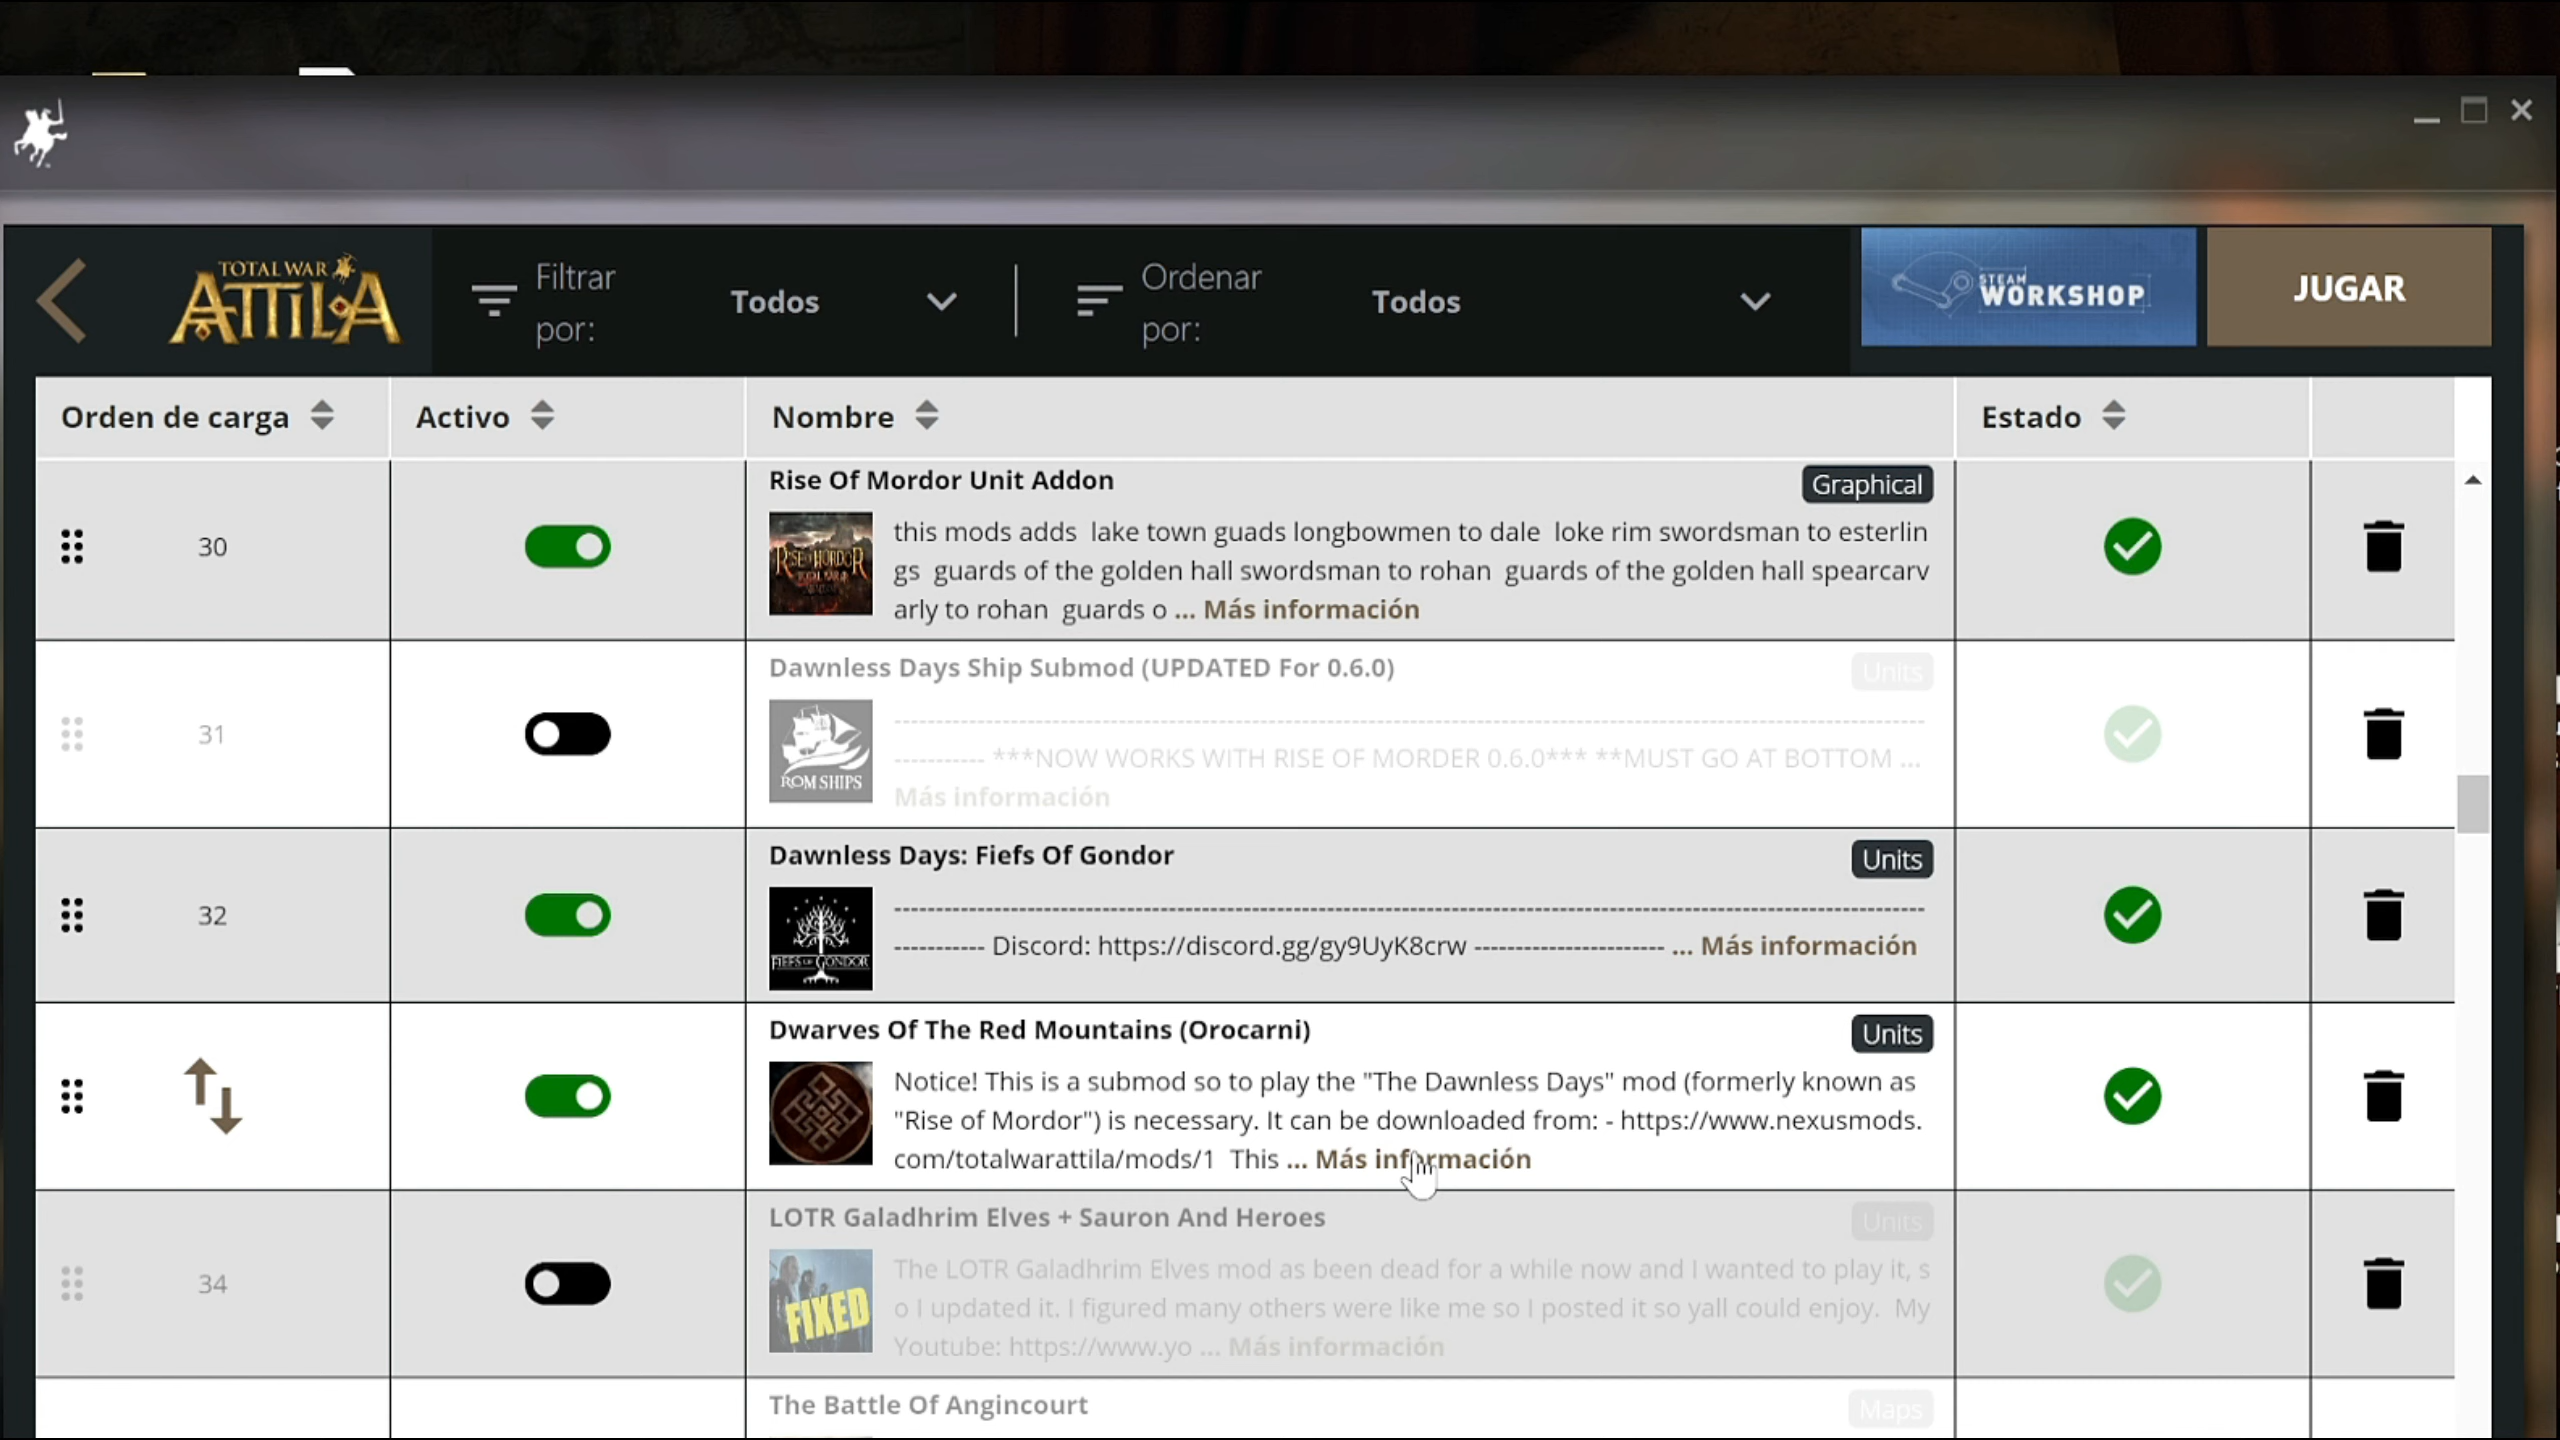 TOTAL WAR
ATTILA
Filtrar
por:
Todos
Ordenar
por:
Todos
STEAM
WORKSHOP
JUGAR
Orden de carga
Activo
Nombre
Estado
30
Rise Of Mordor Unit Addon
Graphical
RISE OF MORDOR
this mods adds  lake town guads longbowmen to dale  loke rim swordsman to esterlin
gs  guards of the golden hall swordsman to rohan  guards of the golden hall spearcarv
arly to rohan  guards o ... Más información
31
Dawnless Days Ship Submod (UPDATED For 0.6.0)
Units
ROM SHIPS
----------------------------------------------------------------------------------------------------------------------------
----------- ***NOW WORKS WITH RISE OF MORDER 0.6.0*** **MUST GO AT BOTTOM ...
Más información
32
Dawnless Days: Fiefs Of Gondor
Units
FIEFS OF GONDOR
----------------------------------------------------------------------------------------------------------------------------
----------- Discord: https://discord.gg/gy9UyK8crw ----------------------- ... Más información
Dwarves Of The Red Mountains (Orocarni)
Units
Notice! This is a submod so to play the "The Dawnless Days" mod (formerly known as
"Rise of Mordor") is necessary. It can be downloaded from: - https://www.nexusmods.
com/totalwarattila/mods/1  This ... Más información
34
LOTR Galadhrim Elves + Sauron And Heroes
Units
FIXED
The LOTR Galadhrim Elves mod as been dead for a while now and I wanted to play it, s
o I updated it. I figured many others were like me so I posted it so yall could enjoy.  My
Youtube: https://www.yo ... Más información
The Battle Of Angincourt
Maps